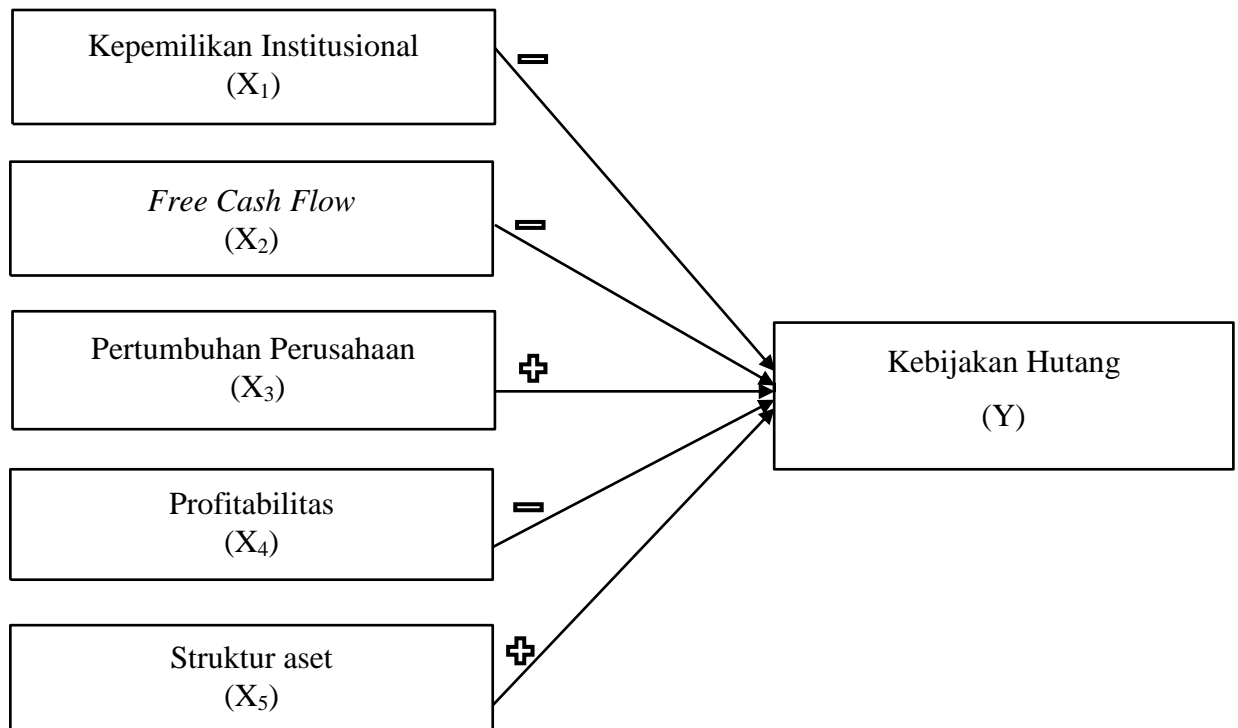 Kepemilikan Institusional
(X₁)
−
Free Cash Flow
(X₂)
−
Pertumbuhan Perusahaan
(X₃)
+
Profitabilitas
(X₄)
−
Struktur aset
(X₅)
+
Kebijakan Hutang
(Y)